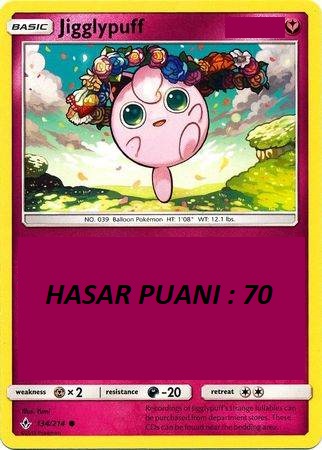 BASIC Jigglypuff
NO. 039 Balloon Pokémon HT: 1'08" WT: 12.1 lbs.
HASAR PUANI : 70
Illus. Yumi
weakness × 2 resistance -20 retreat
134/214
Recordings of Jigglypuff's strange lullabies can
be purchased from department stores. These
CDs can be found near the bedding area.